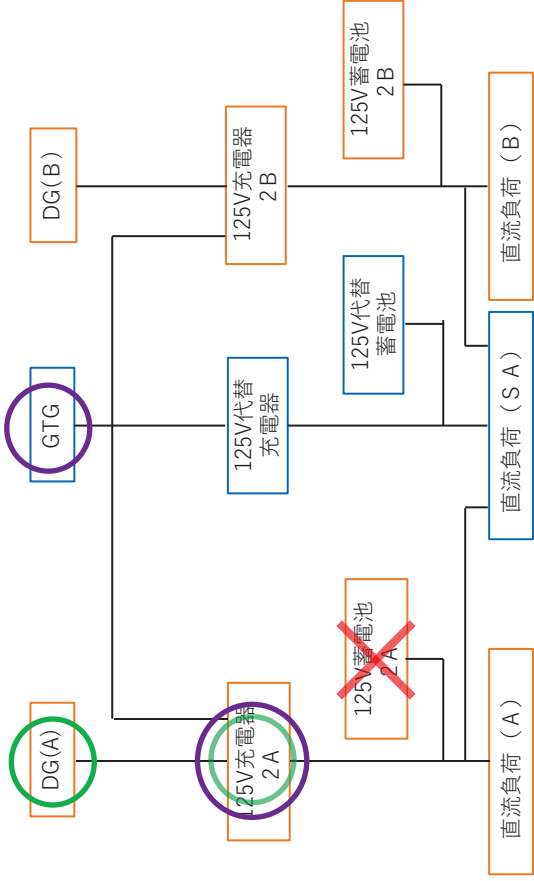 DG(A)
GTG
DG(B)
125V充電器
2A
125V代替
充電器
125V充電器
2B
125V蓄電池
2A
125V代替
蓄電池
125V蓄電池
2B
直流負荷（A）
直流負荷（SA）
直流負荷（B）